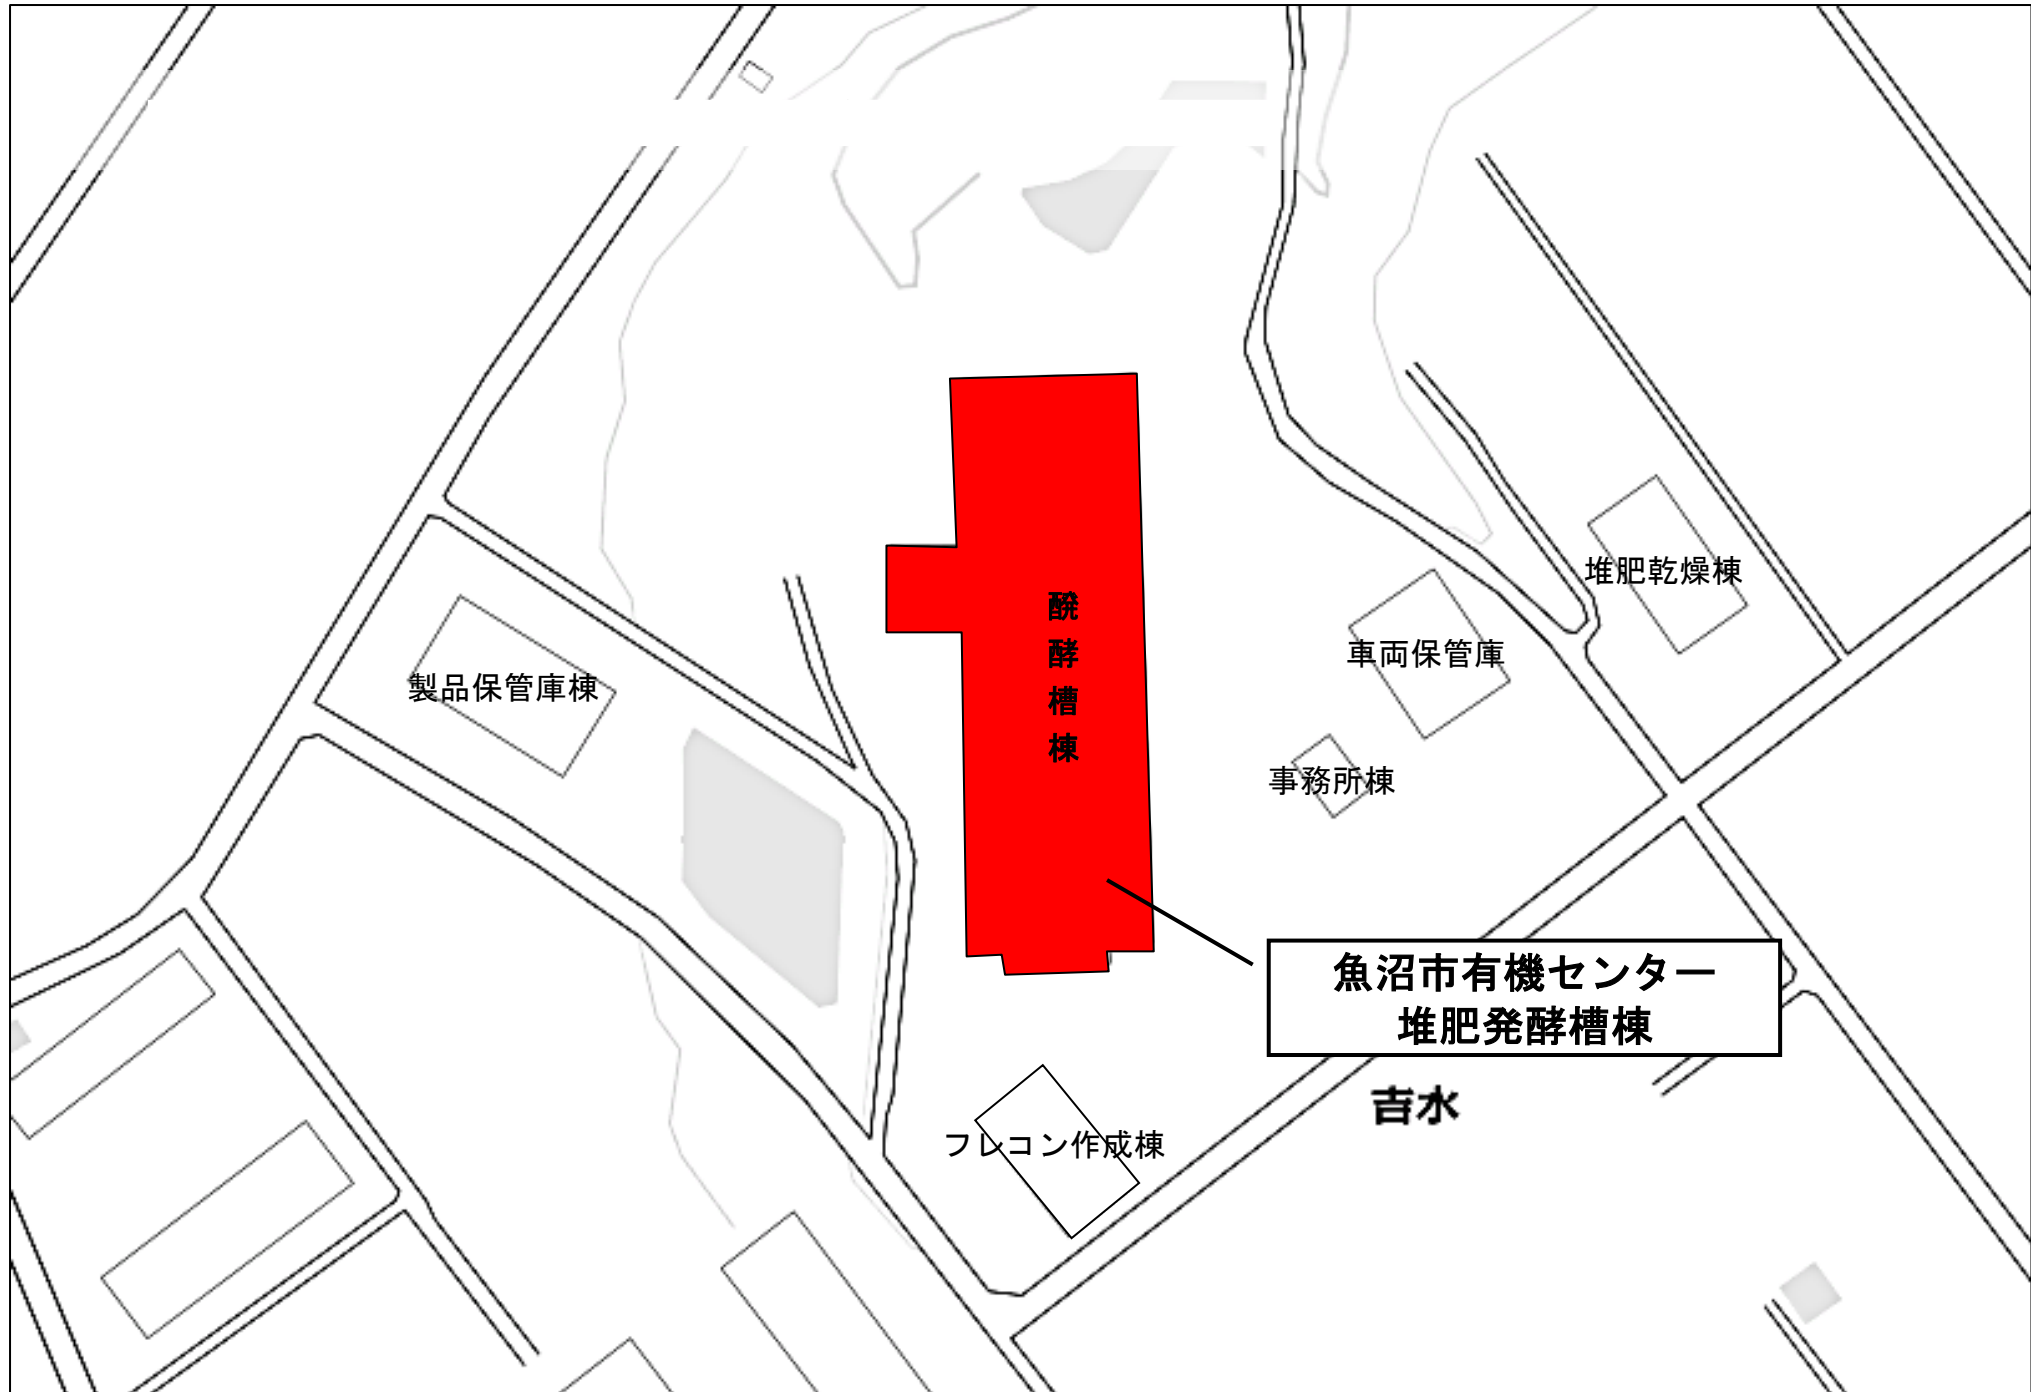 堆肥乾燥棟
醗酵槽棟
車両保管庫
製品保管庫棟
事務所棟
魚沼市有機センター
堆肥発酵槽棟
吉水
フレコン作成棟